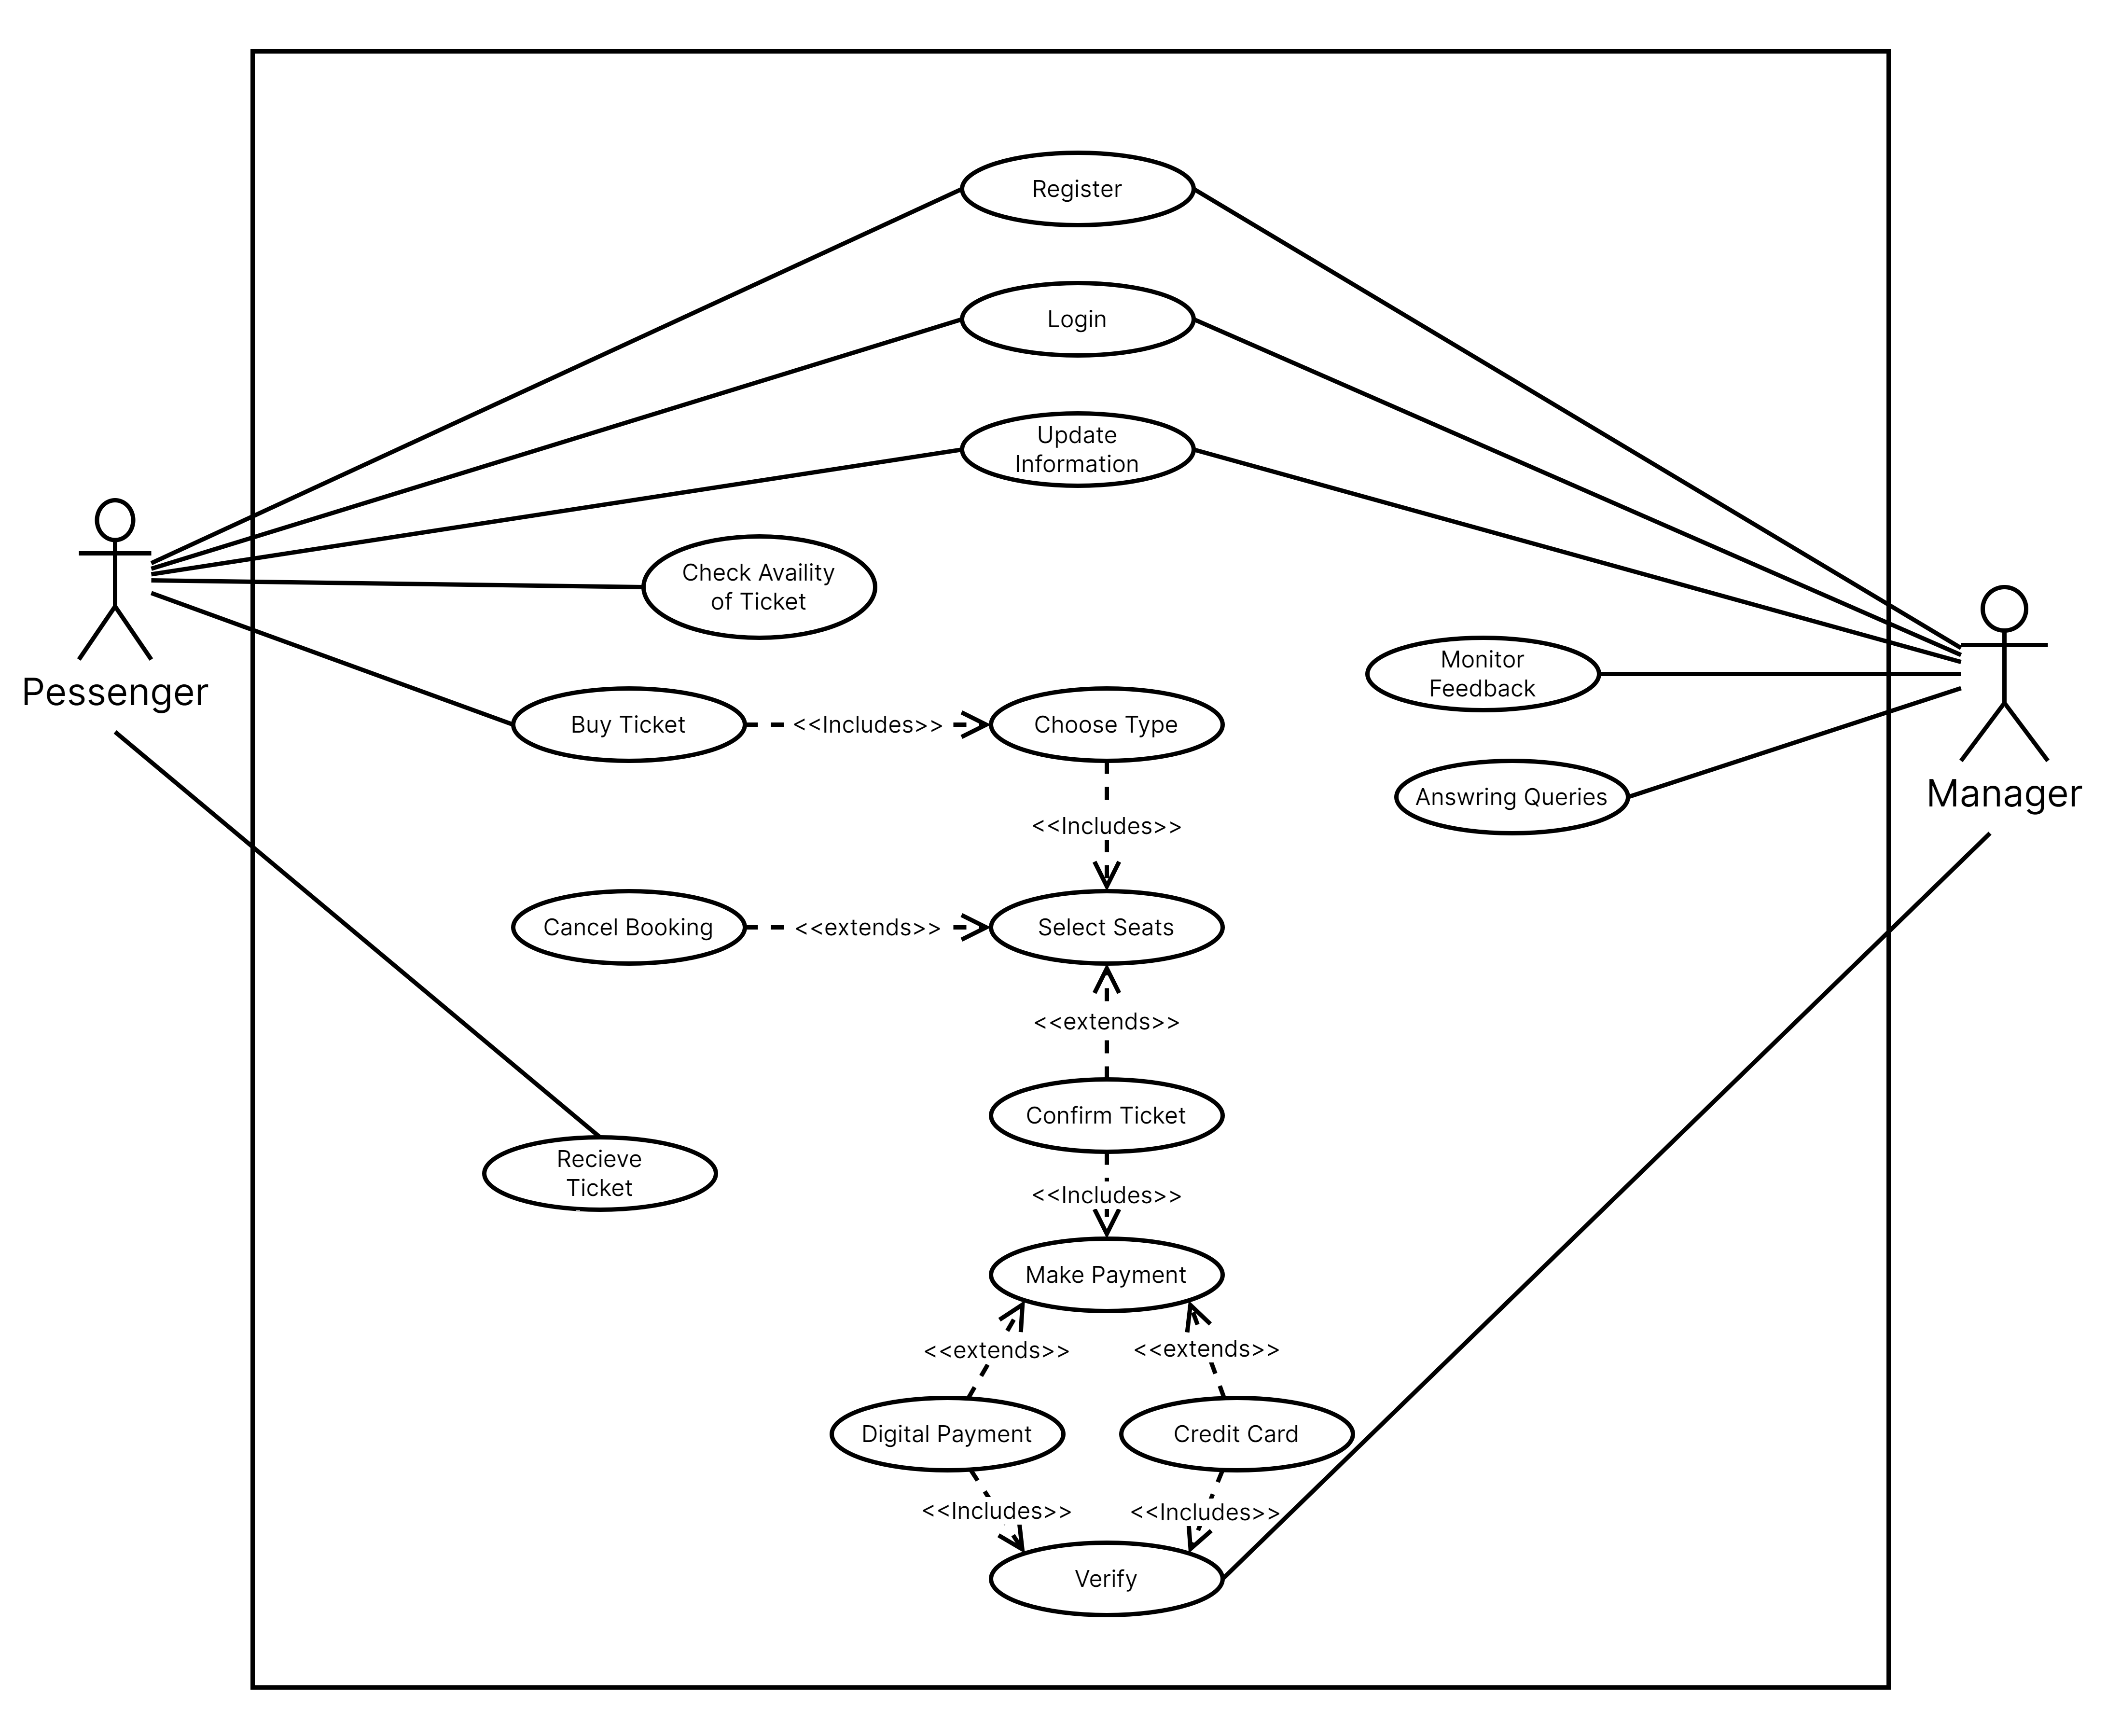 Register
Login
Update
Information
Check Availity
of Ticket
Pessenger
Monitor
Feedback
Buy Ticket
<<Includes>>
Choose Type
Answring Queries
Manager
<<Includes>>
Cancel Booking
<<extends>>
Select Seats
<<extends>>
Confirm Ticket
Recieve
Ticket
<<Includes>>
Make Payment
<<extends>>
<<extends>>
Digital Payment
Credit Card
<<Includes>>
<<Includes>>
Verify